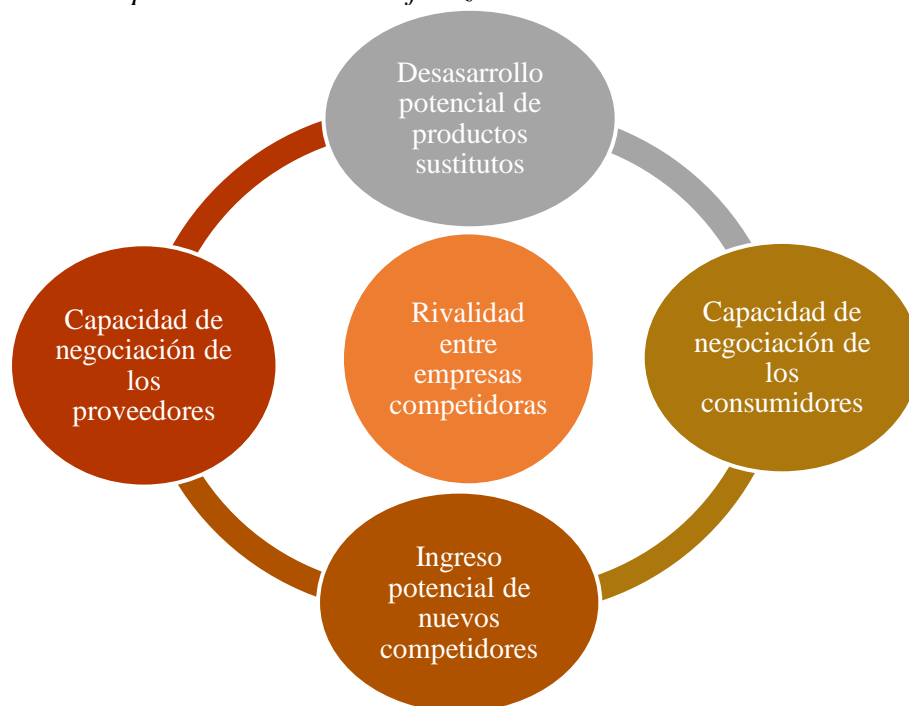 Desasarrollo
potencial de
productos
sustitutos
Capacidad de
negociación de
los
proveedores
Rivalidad
entre
empresas
competidoras
Capacidad de
negociación de
los
consumidores
Ingreso
potencial de
nuevos
competidores